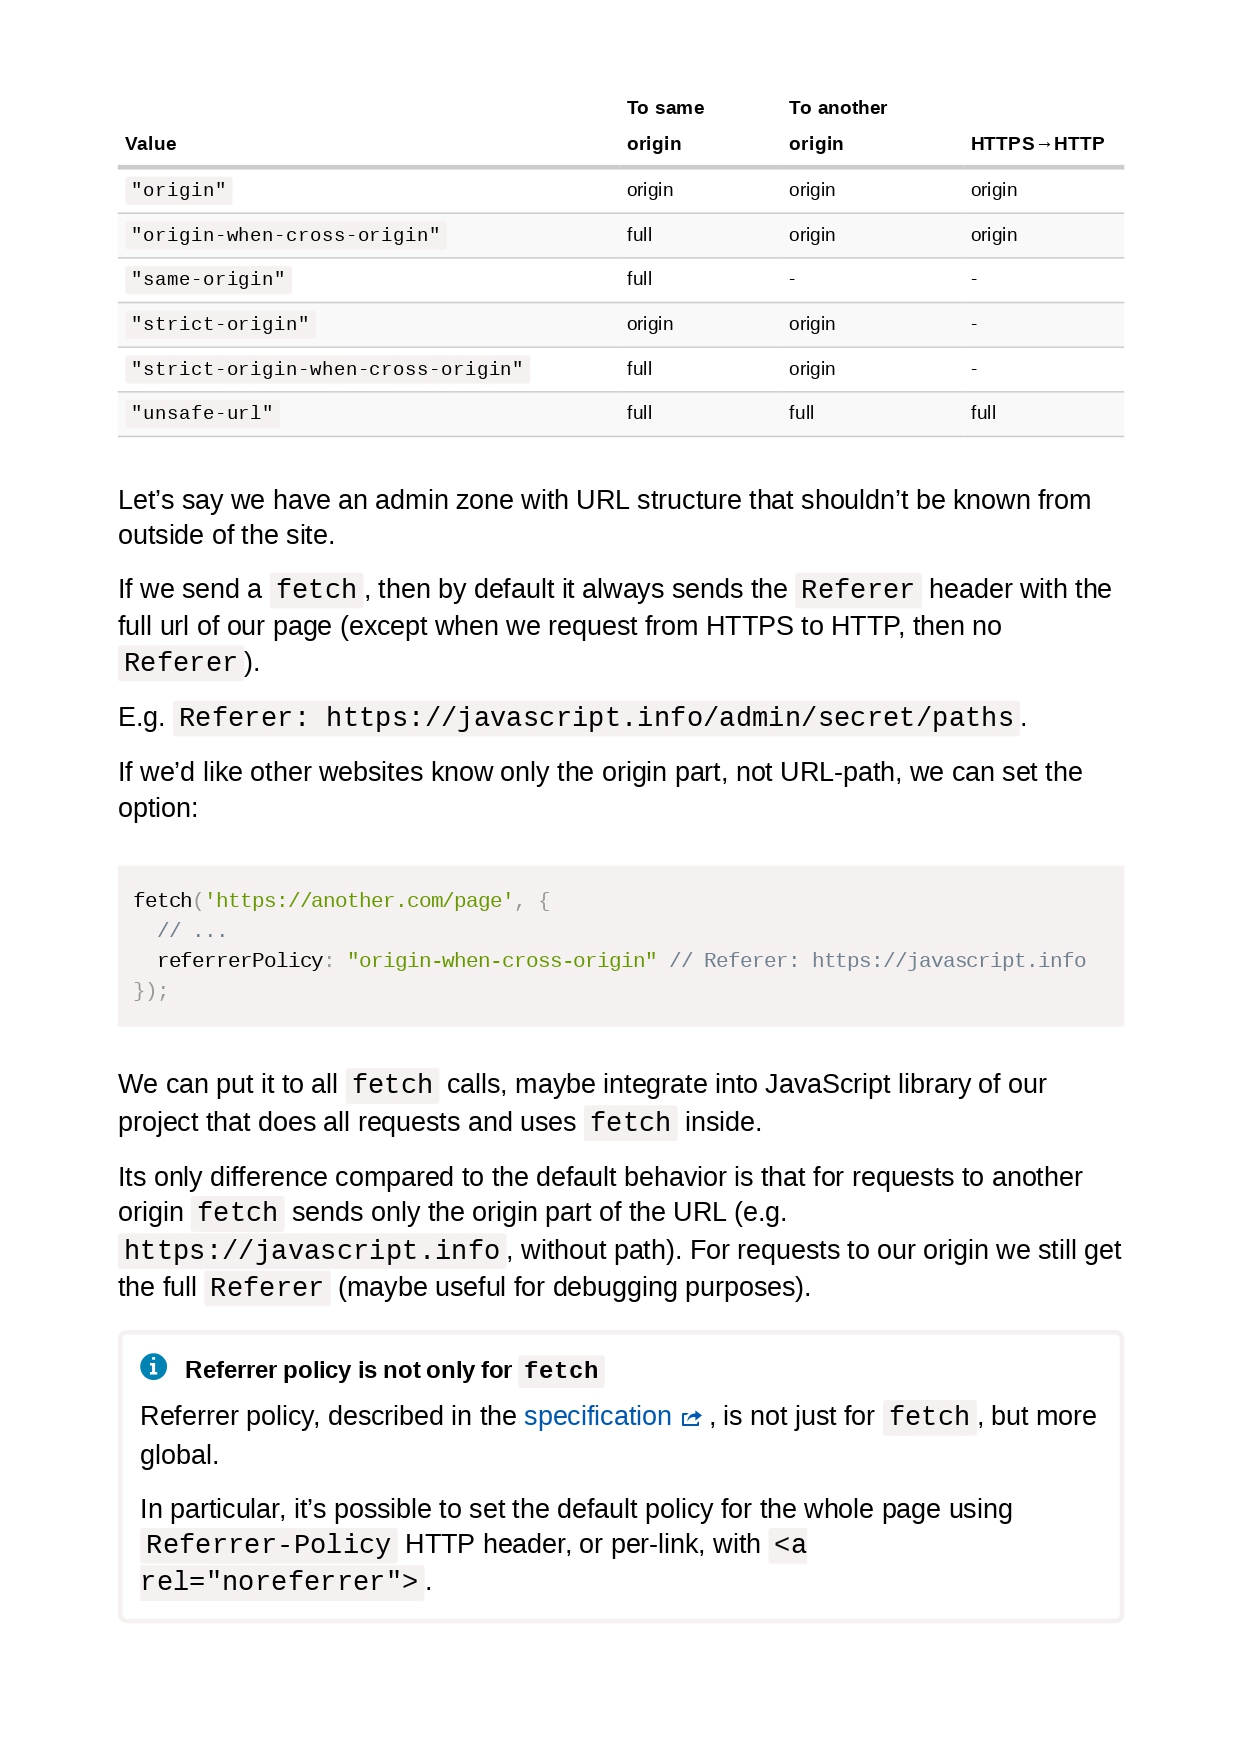 To same To another
Value origin origin HTTPS→HTTP
"origin" origin origin origin
"origin-when-cross-origin" full origin origin
"same-origin" full - -
"strict-origin" origin origin -
"strict-origin-when-cross-origin" full origin -
"unsafe-url" full full full
Let’s say we have an admin zone with URL structure that shouldn’t be known from
outside of the site.
If we send a fetch, then by default it always sends the Referer header with the
full url of our page (except when we request from HTTPS to HTTP, then no
Referer).
E.g. Referer: https://javascript.info/admin/secret/paths.
If we’d like other websites know only the origin part, not URL-path, we can set the
option:
fetch('https://another.com/page', {
  // ...
  referrerPolicy: "origin-when-cross-origin" // Referer: https://javascript.info
});
We can put it to all fetch calls, maybe integrate into JavaScript library of our
project that does all requests and uses fetch inside.
Its only difference compared to the default behavior is that for requests to another
origin fetch sends only the origin part of the URL (e.g.
https://javascript.info, without path). For requests to our origin we still get
the full Referer (maybe useful for debugging purposes).
Referrer policy is not only for fetch
Referrer policy, described in the specification , is not just for fetch, but more
global.
In particular, it’s possible to set the default policy for the whole page using
Referrer-Policy HTTP header, or per-link, with <a
rel="noreferrer">.